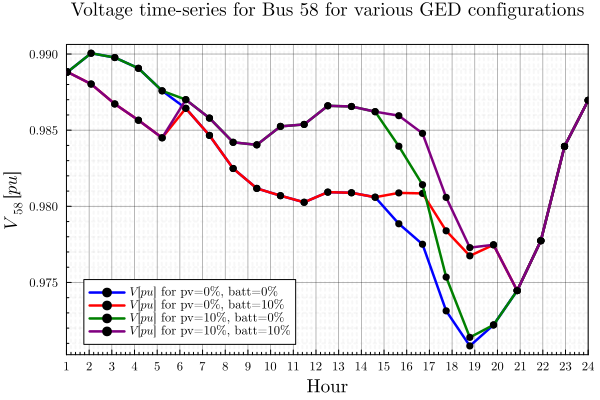 Voltage time-series for Bus 58 for various GED configurations
0.990
0.985
0.980
0.975
V58 [pu]
V[pu] for pv=0%, batt=0%
V[pu] for pv=0%, batt=10%
V[pu] for pv=10%, batt=0%
V[pu] for pv=10%, batt=10%
1 2 3 4 5 6 7 8 9 10 11 12 13 14 15 16 17 18 19 20 21 22 23 24
Hour